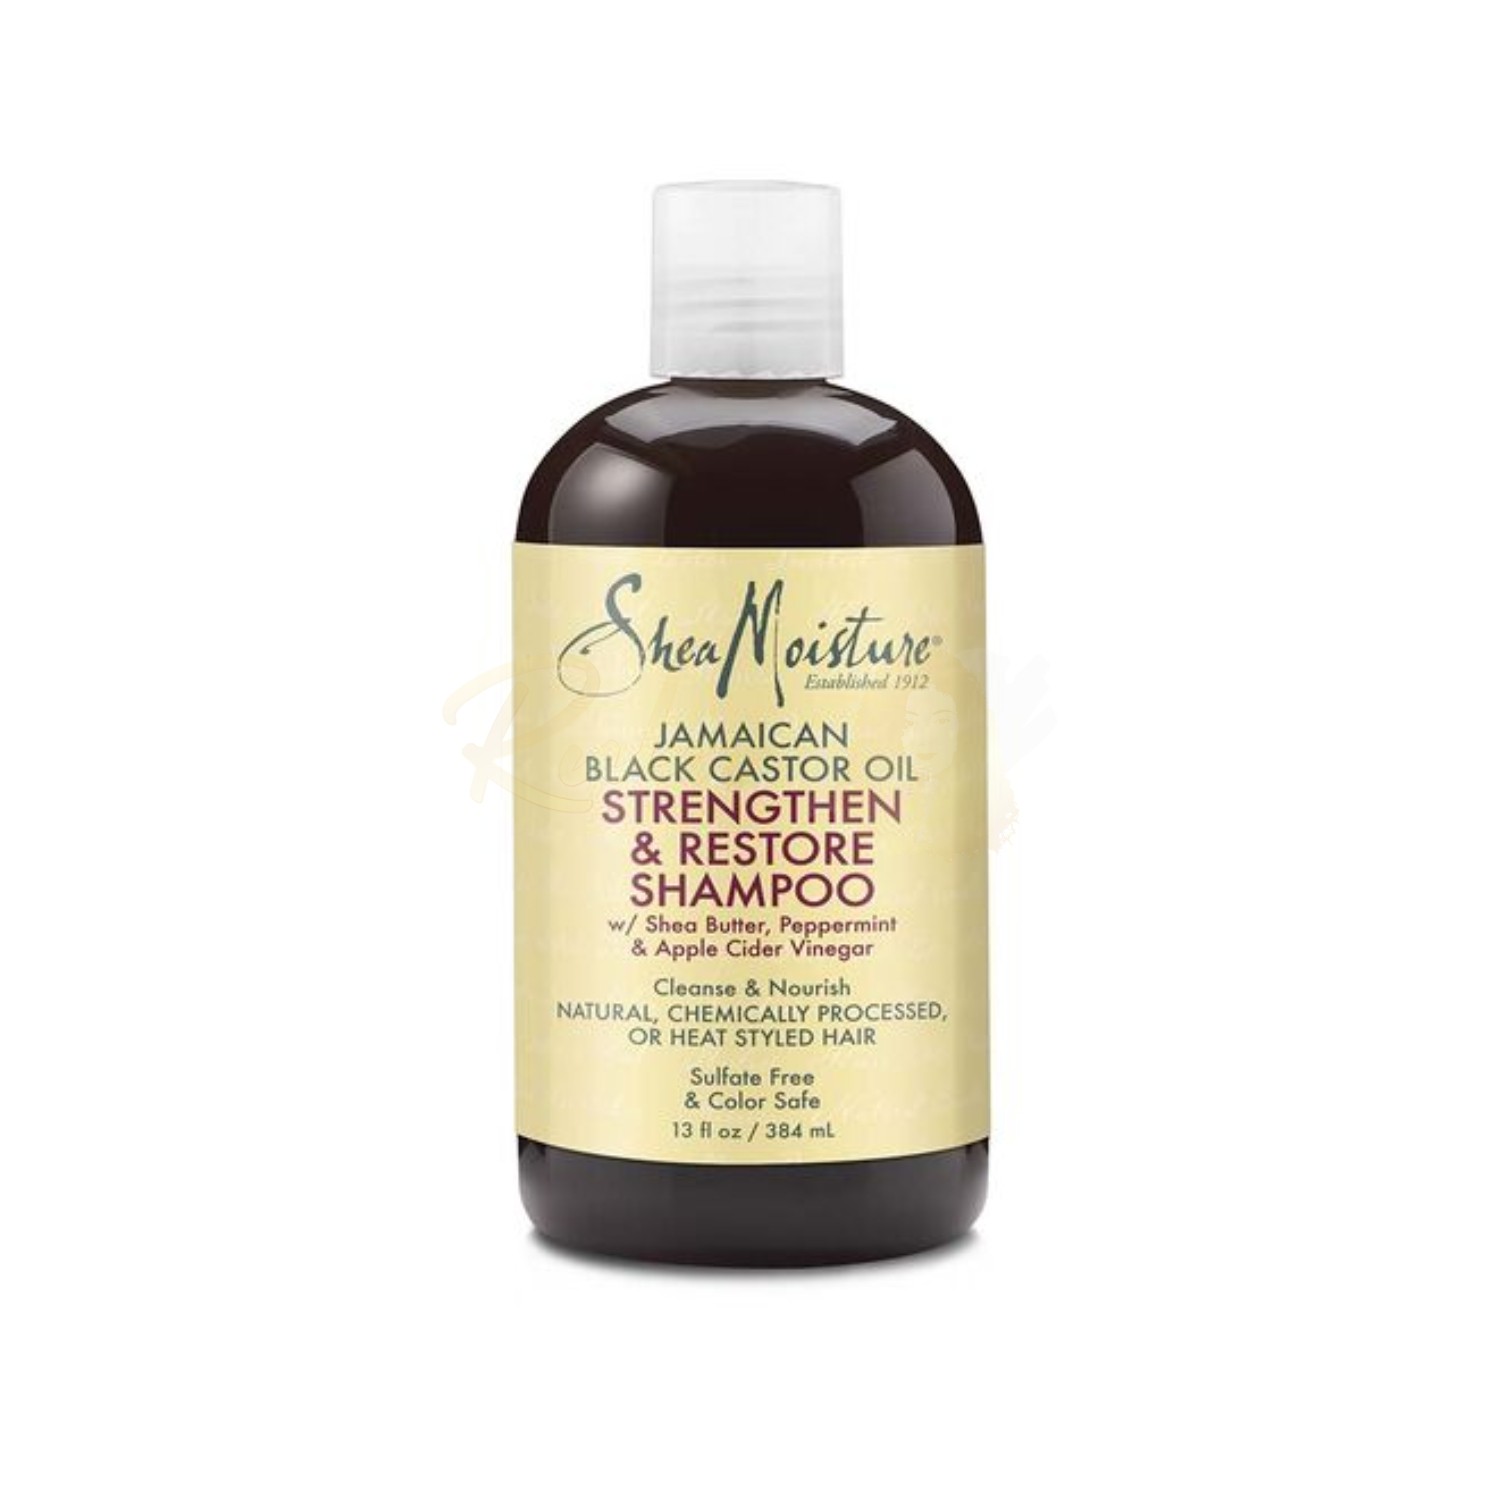 SheaMoisture®
Established 1912
JAMAICAN
BLACK CASTOR OIL
STRENGTHEN
& RESTORE
SHAMPOO
w/ Shea Butter, Peppermint
& Apple Cider Vinegar
Cleanse & Nourish
NATURAL, CHEMICALLY PROCESSED,
OR HEAT STYLED HAIR
Sulfate Free
& Color Safe
13 fl oz / 384 mL